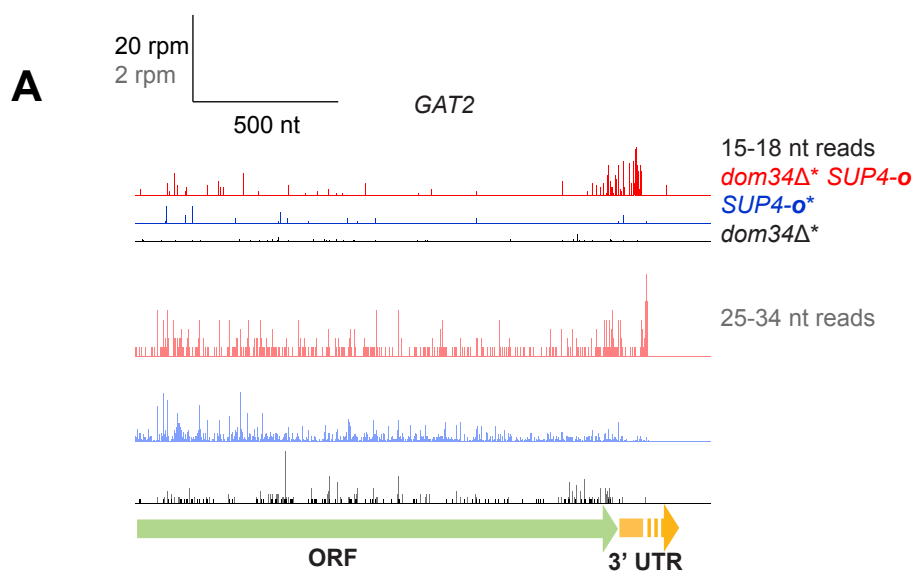 A
20 rpm
2 rpm
500 nt
GAT2
15-18 nt reads
dom34Δ* SUP4-o
SUP4-o*
dom34Δ*
25-34 nt reads
ORF
3’ UTR